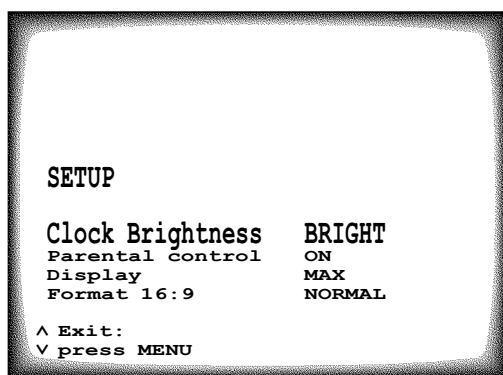 SETUP
Clock Brightness BRIGHT
Parental control ON
Display MAX
Format 16:9 NORMAL
∧ Exit:
∨ press MENU